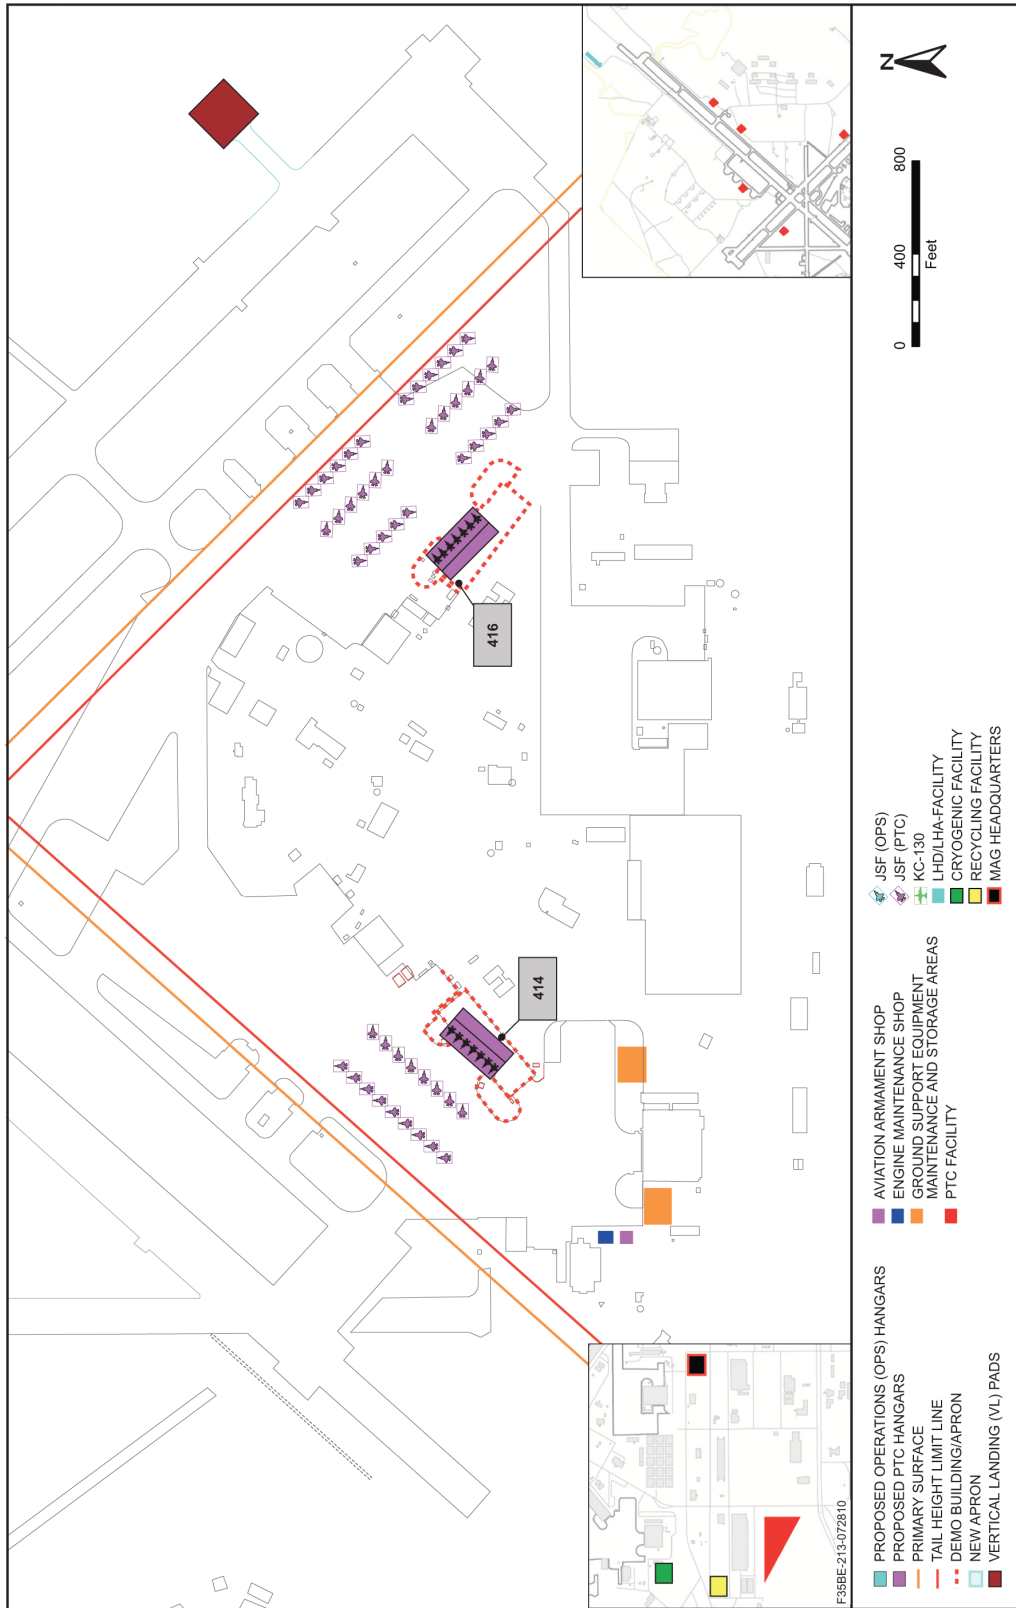 416
414
F35BE-213-072810
PROPOSED OPERATIONS (OPS) HANGARS
PROPOSED PTC HANGARS
PRIMARY SURFACE
TAIL HEIGHT LIMIT LINE
DEMO BUILDING/APRON
NEW APRON
VERTICAL LANDING (VL) PADS
AVIATION ARMAMENT SHOP
ENGINE MAINTENANCE SHOP
GROUND SUPPORT EQUIPMENT
MAINTENANCE AND STORAGE AREAS
PTC FACILITY
JSF (OPS)
JSF (PTC)
KC-130
LHD/LHA-FACILITY
CRYOGENIC FACILITY
RECYCLING FACILITY
MAG HEADQUARTERS
0 400 800
Feet
N